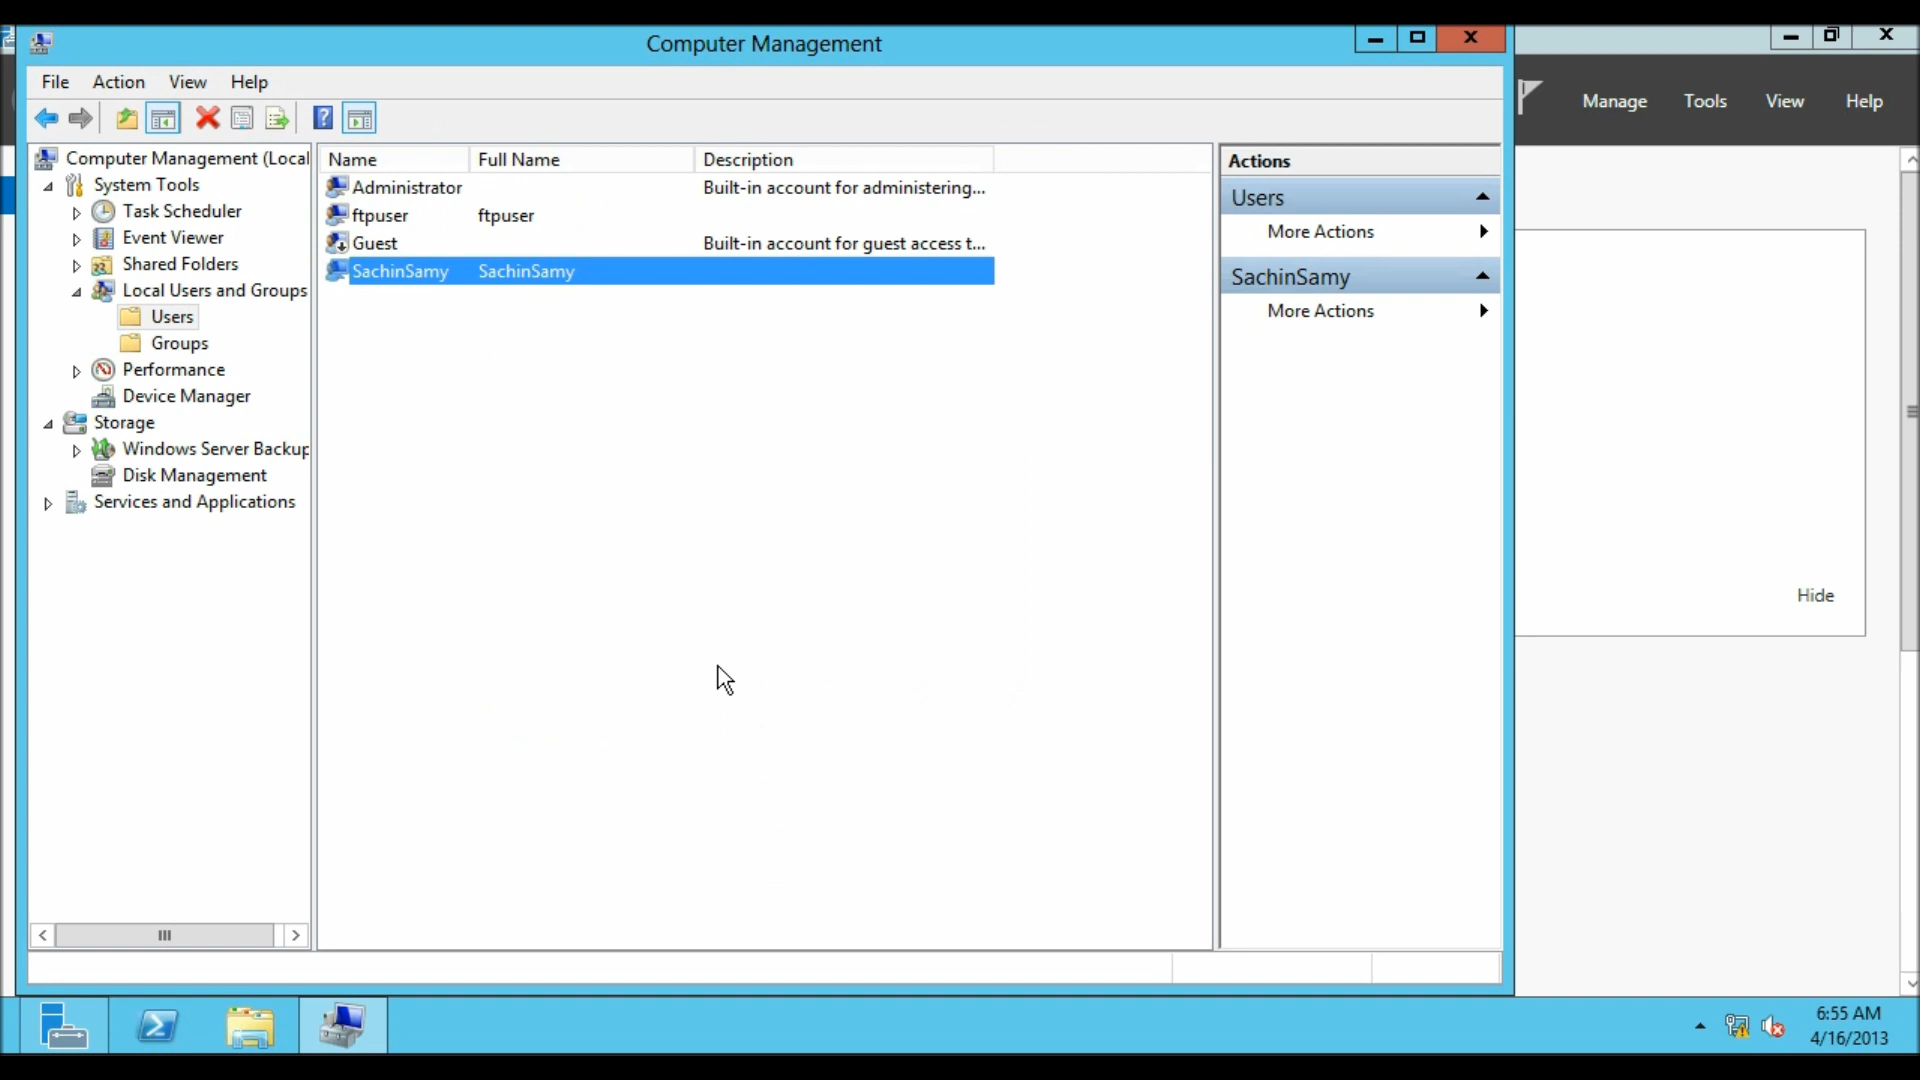 Computer Management
File Action View Help
Manage Tools View Help
Computer Management (Local
System Tools
Task Scheduler
Event Viewer
Shared Folders
Local Users and Groups
Users
Groups
Performance
Device Manager
Storage
Windows Server Backup
Disk Management
Services and Applications
Name Full Name Description
Administrator Built-in account for administering...
ftpuser ftpuser
Guest Built-in account for guest access t...
SachinSamy SachinSamy
Actions
Users
More Actions
SachinSamy
More Actions
Hide
6:55 AM
4/16/2013